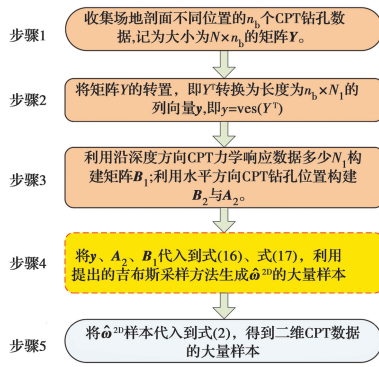 步骤1
收集场地剖面不同位置的n_b个CPT钻孔数
据,记为大小为N×n_b的矩阵Y。
步骤2
将矩阵Y的转置，即Y^T转换为长度为n_b×N_1的
列向量y,即y=ves(Y^T)
步骤3
利用沿深度方向CPT力学响应数据多少N_1构
建矩阵B_1;利用水平方向CPT钻孔位置构建
B_2与A_2。
步骤4
将y、A_2、B_1代入到式(16)、式(17)，利用
提出的吉布斯采样方法生成ω̂^2D的大量样本
步骤5
将ω̂^2D样本代入到式(2)，得到二维CPT数据
的大量样本